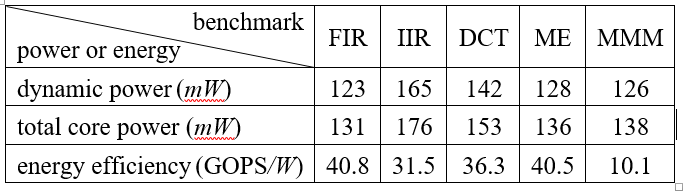 benchmark
power or energy FIR IIR DCT ME MMM
dynamic power (mW) 123 165 142 128 126
total core power (mW) 131 176 153 136 138
energy efficiency (GOPS/W) 40.8 31.5 36.3 40.5 10.1